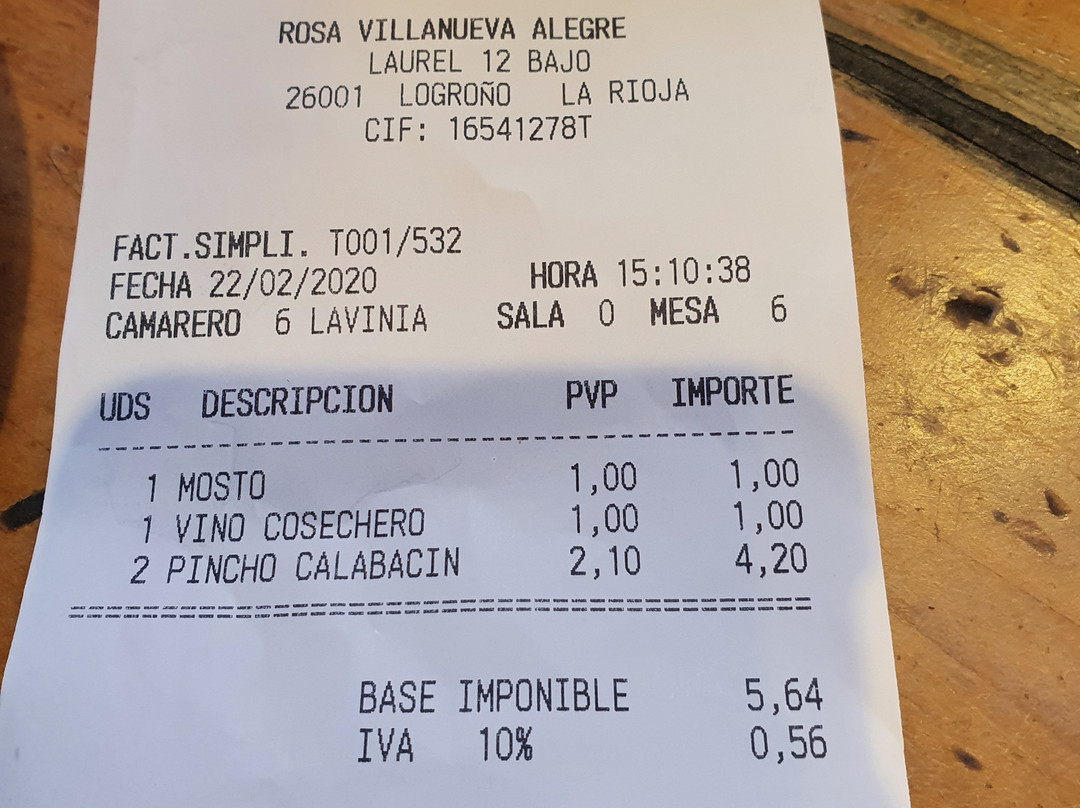 ROSA VILLANUEVA ALEGRE
LAUREL 12 BAJO
26001 LOGROÑO LA RIOJA
CIF: 16541278T
FACT.SIMPLI. T001/532
FECHA 22/02/2020 HORA 15:10:38
CAMARERO 6 LAVINIA SALA 0 MESA 6
UDS DESCRIPCION PVP IMPORTE
1 MOSTO 1,00 1,00
1 VINO COSECHERO 1,00 1,00
2 PINCHO CALABACIN 2,10 4,20
BASE IMPONIBLE 5,64
IVA 10% 0,56